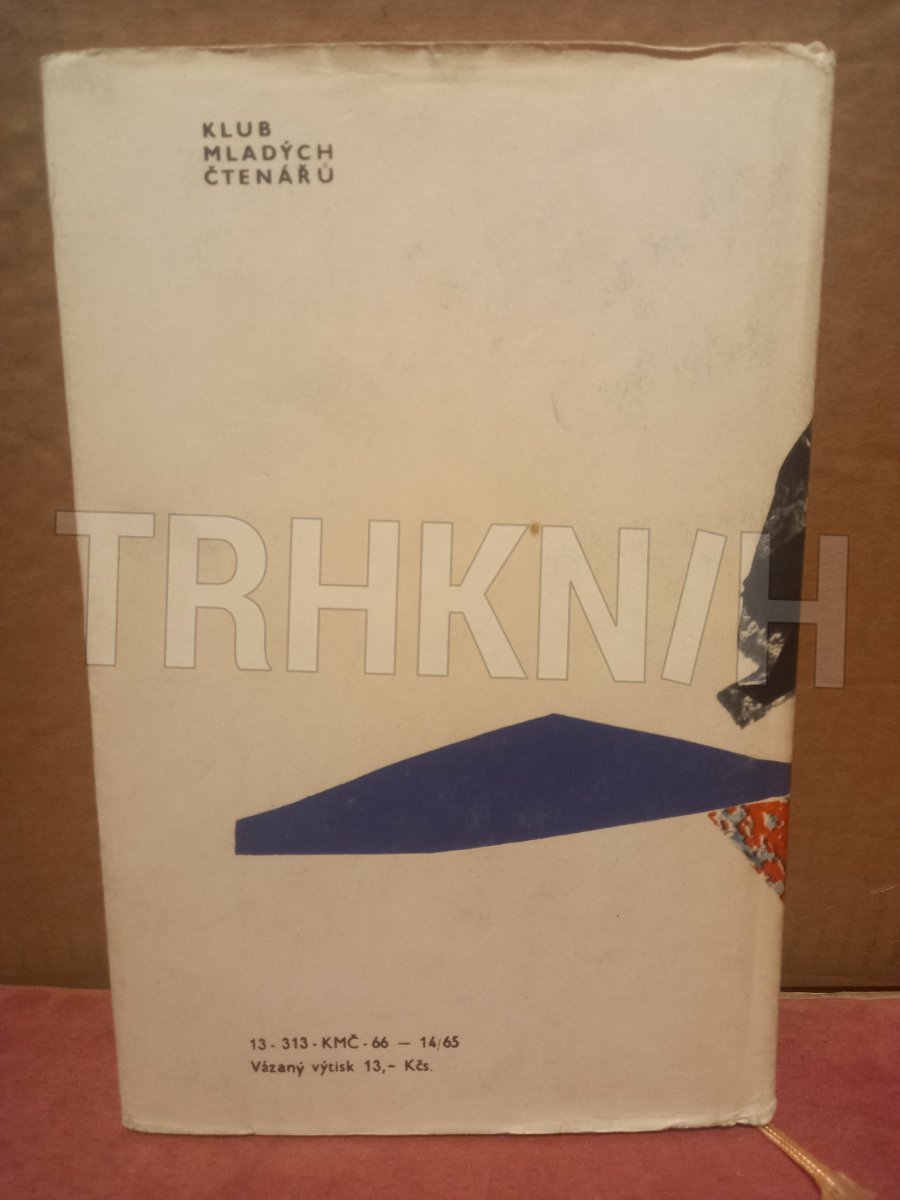 KLUB
MLADÝCH
ČTENÁŘŮ
TRHKNIH
13 - 313 - KMČ - 66 — 14/65
Vázaný výtisk 13,- Kčs.